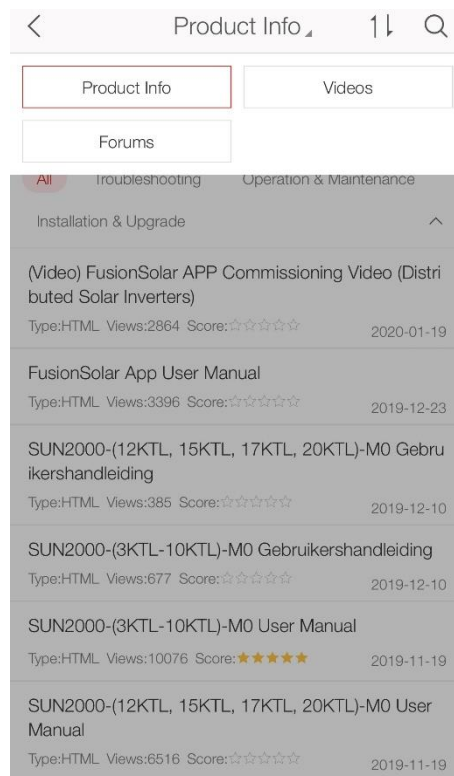 Product Info
Product Info
Videos
Forums
All Troubleshooting Operation & Maintenance
Installation & Upgrade
(Video) FusionSolar APP Commissioning Video (Distri
buted Solar Inverters)
Type:HTML Views:2864 Score:☆☆☆☆☆ 2020-01-19
FusionSolar App User Manual
Type:HTML Views:3396 Score:☆☆☆☆☆ 2019-12-23
SUN2000-(12KTL, 15KTL, 17KTL, 20KTL)-M0 Gebru
ikershandleiding
Type:HTML Views:385 Score:☆☆☆☆☆ 2019-12-10
SUN2000-(3KTL-10KTL)-M0 Gebruikershandleiding
Type:HTML Views:677 Score:☆☆☆☆☆ 2019-12-10
SUN2000-(3KTL-10KTL)-M0 User Manual
Type:HTML Views:10076 Score:★★★★★ 2019-11-19
SUN2000-(12KTL, 15KTL, 17KTL, 20KTL)-M0 User
Manual
Type:HTML Views:6516 Score:☆☆☆☆☆ 2019-11-19